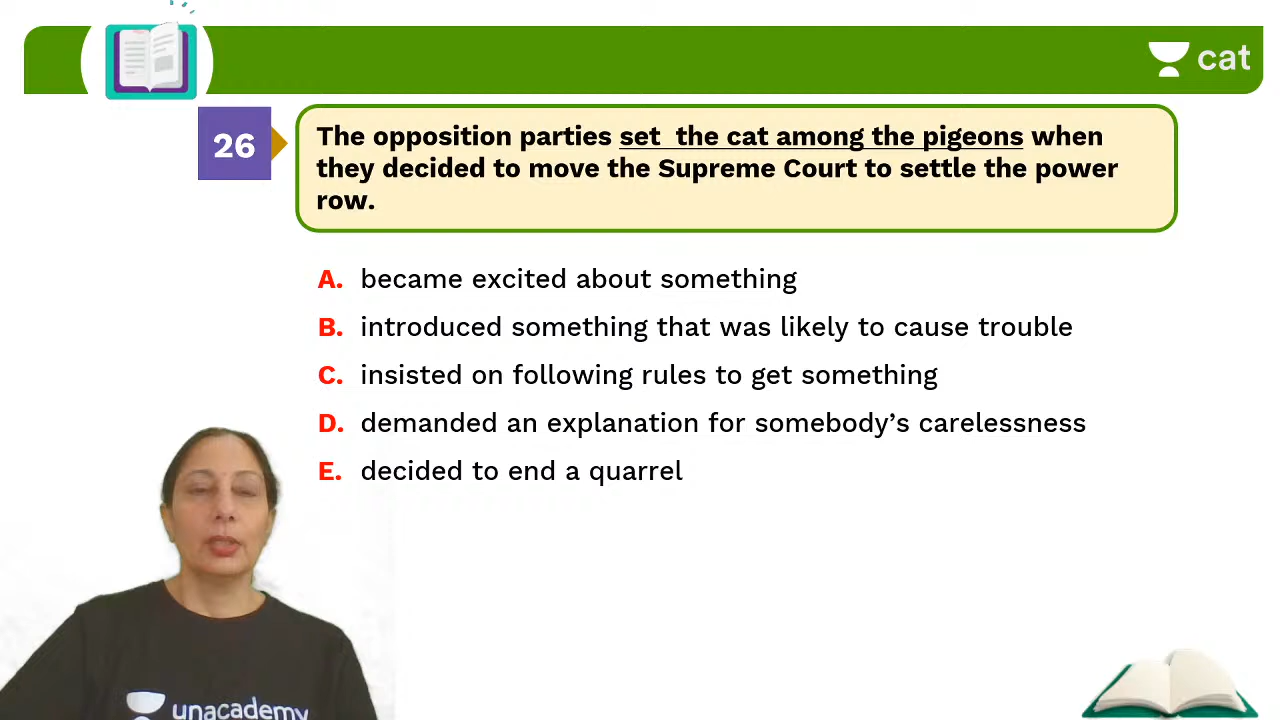 cat
26
The opposition parties set the cat among the pigeons when
they decided to move the Supreme Court to settle the power
row.
A. became excited about something
B. introduced something that was likely to cause trouble
C. insisted on following rules to get something
D. demanded an explanation for somebody’s carelessness
E. decided to end a quarrel
unacademy